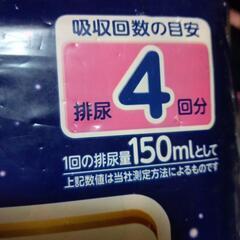 吸収回数の目安
排尿4回分
1回の排尿量150mlとして
上記数値は当社測定方法によるものです